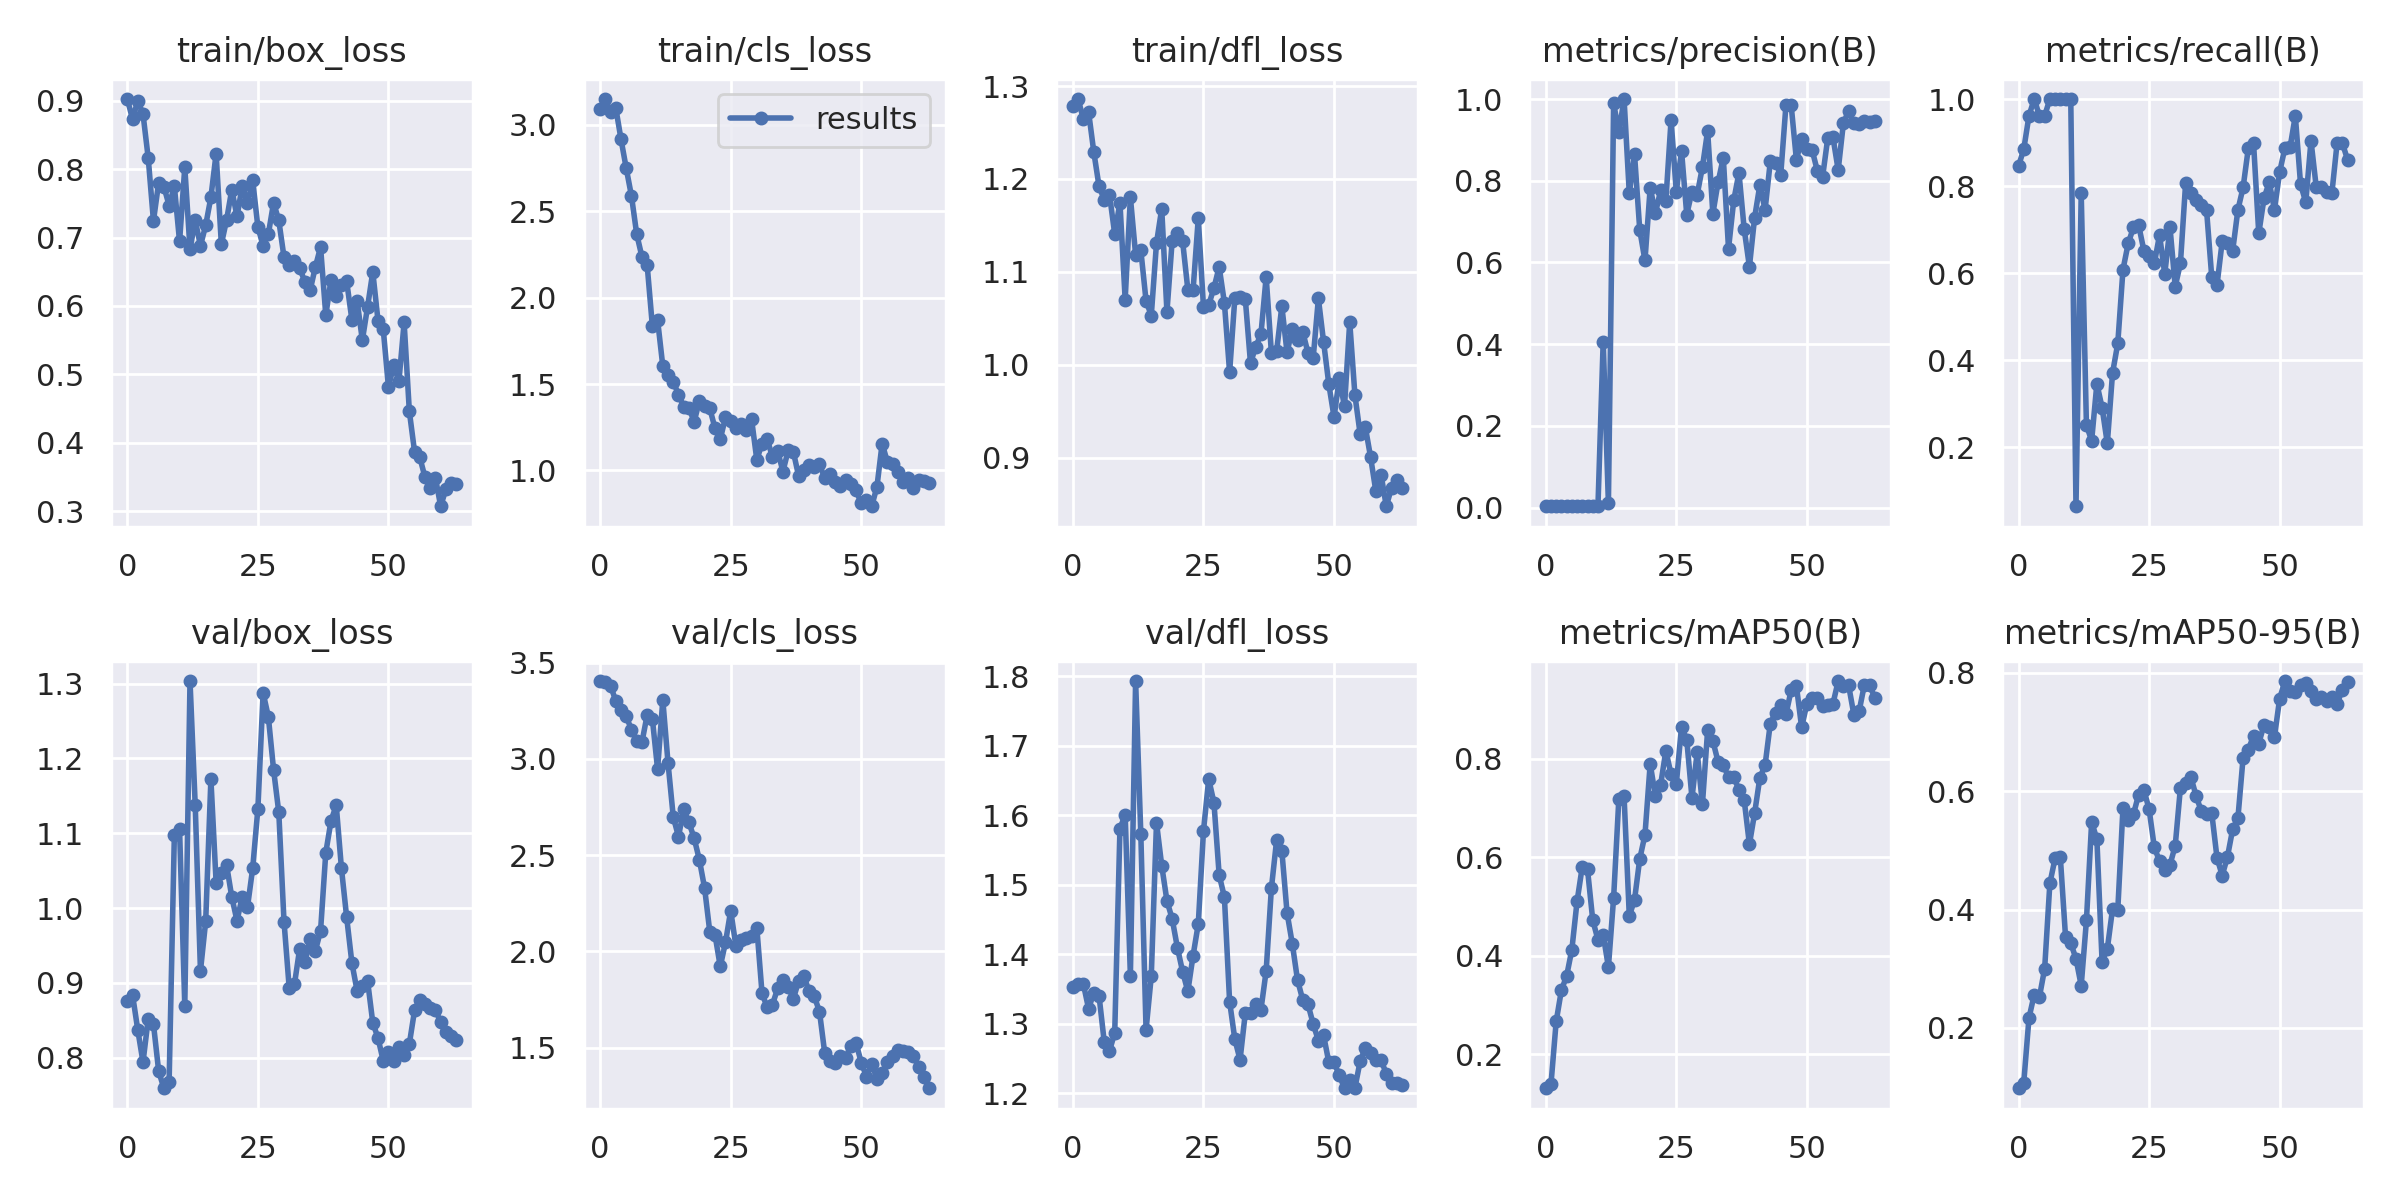 train/box_loss
train/cls_loss
train/dfl_loss
metrics/precision(B)
metrics/recall(B)
0.9
0.8
0.7
0.6
0.5
0.4
0.3
0 25 50
results
3.0
2.5
2.0
1.5
1.0
0 25 50
1.3
1.2
1.1
1.0
0.9
0 25 50
1.0
0.8
0.6
0.4
0.2
0.0
0 25 50
1.0
0.8
0.6
0.4
0.2
0 25 50
val/box_loss
val/cls_loss
val/dfl_loss
metrics/mAP50(B)
metrics/mAP50-95(B)
1.3
1.2
1.1
1.0
0.9
0.8
0 25 50
3.5
3.0
2.5
2.0
1.5
0 25 50
1.8
1.7
1.6
1.5
1.4
1.3
1.2
0 25 50
0.8
0.6
0.4
0.2
0 25 50
0.8
0.6
0.4
0.2
0 25 50